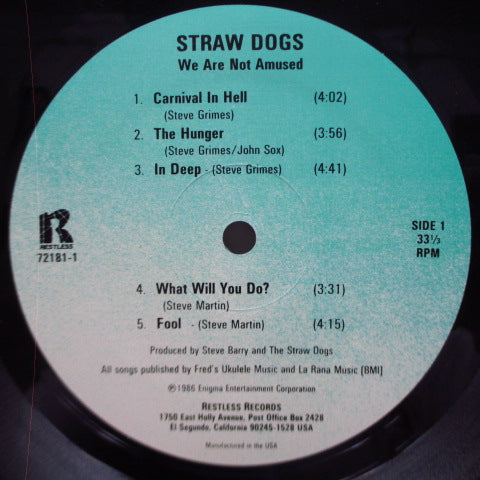 STRAW DOGS
We Are Not Amused
1. Carnival In Hell (4:02)
(Steve Grimes)
2. The Hunger (3:56)
(Steve Grimes/John Sox)
3. In Deep - (Steve Grimes) (4:41)
R
RESTLESS
72181-1
SIDE 1
33⅓
RPM
4. What Will You Do? (3:31)
(Steve Martin)
5. Fool - (Steve Martin) (4:15)
Produced by Steve Barry and The Straw Dogs
All songs published by Fred's Ukulele Music and La Rana Music (BMI)
℗©1986 Enigma Entertainment Corporation
RESTLESS RECORDS
1750 East Holly Avenue, Post Office Box 2428
El Segundo, California 90245-1528 USA
Manufactured in the USA